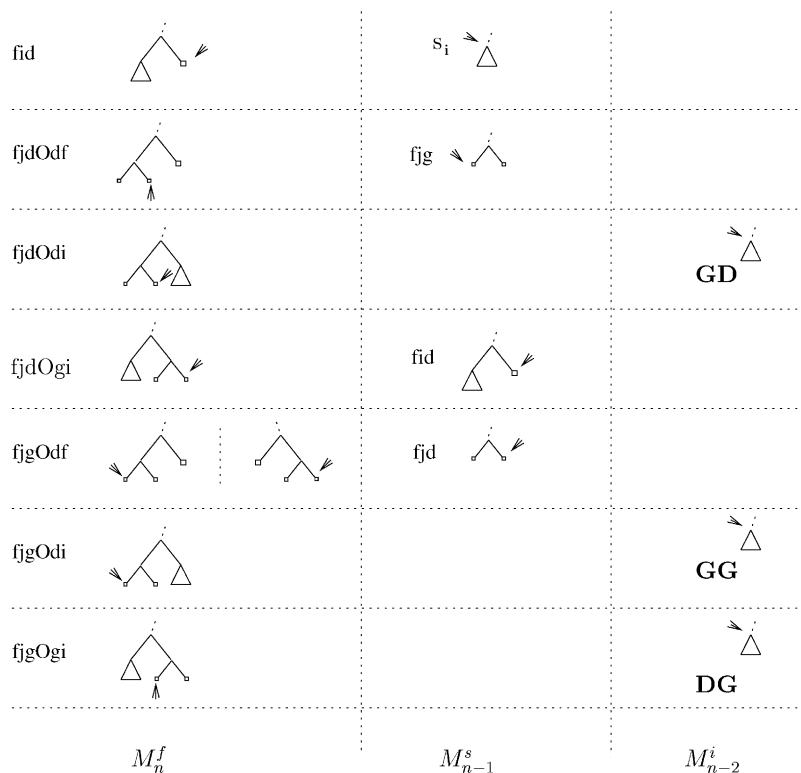 fid s_i
fjdOdf fjg
fjdOdi GD
fjdOgi fid
fjgOdf fjd
fjgOdi GG
fjgOgi DG
M_n^f M_{n-1}^s M_{n-2}^i